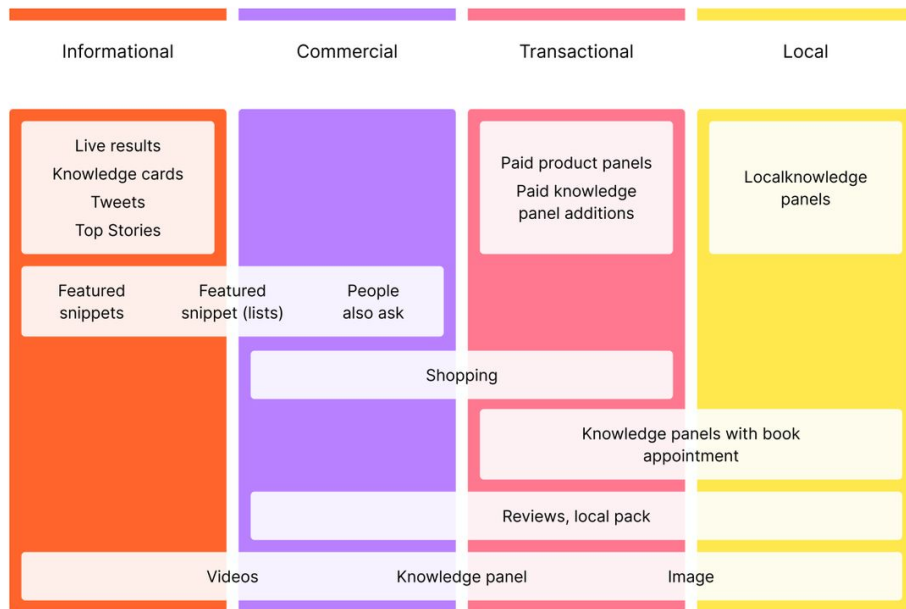 Informational
Commercial
Transactional
Local
Live results
Knowledge cards
Tweets
Top Stories
Paid product panels
Paid knowledge
panel additions
Localknowledge
panels
Featured
snippets
Featured
snippet (lists)
People
also ask
Shopping
Knowledge panels with book
appointment
Reviews, local pack
Videos
Knowledge panel
Image